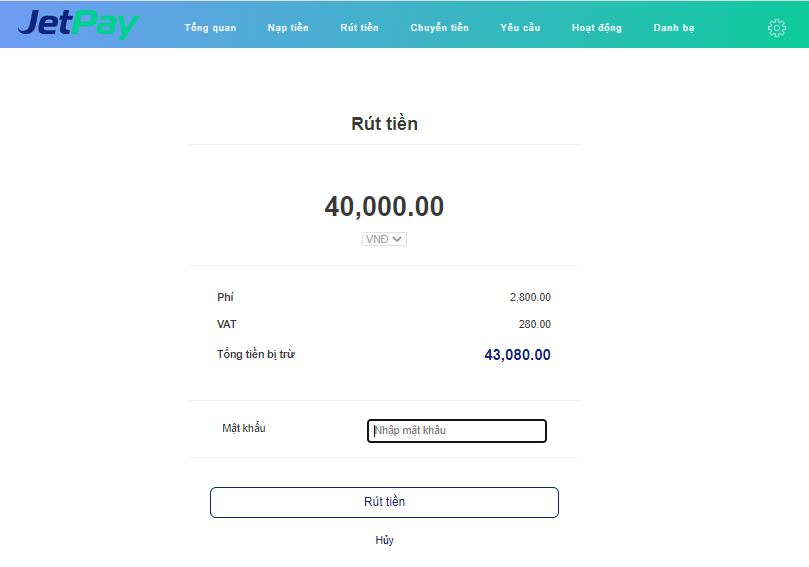 JetPay Tổng quan Nạp tiền Rút tiền Chuyển tiền Yêu cầu Hoạt động Danh bạ
Rút tiền
40,000.00
VNĐ
Phí 2,800.00
VAT 280.00
Tổng tiền bị trừ 43,080.00
Mật khẩu Nhập mật khẩu
Rút tiền
Hủy